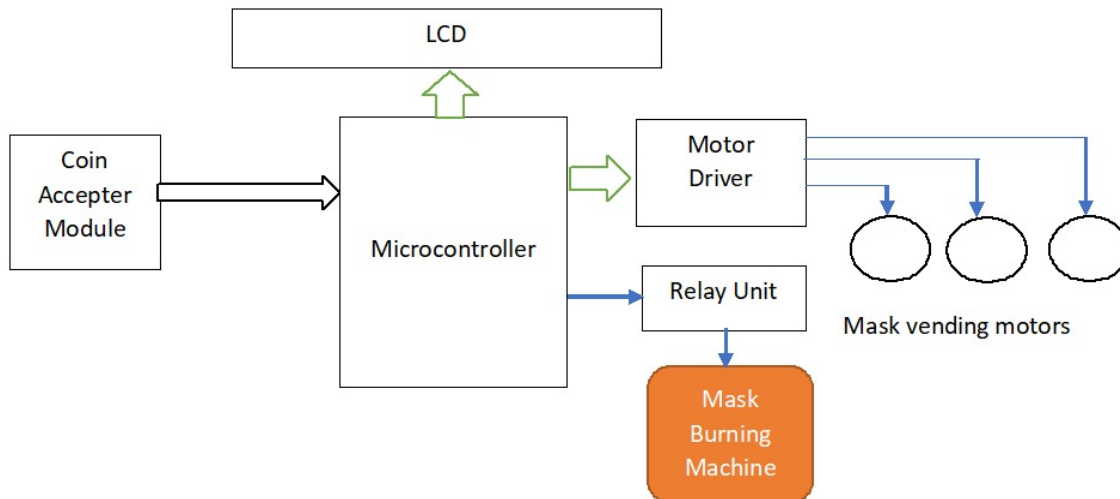 LCD
Coin
Accepter
Module
Microcontroller
Motor
Driver
Relay Unit
Mask vending motors
Mask
Burning
Machine